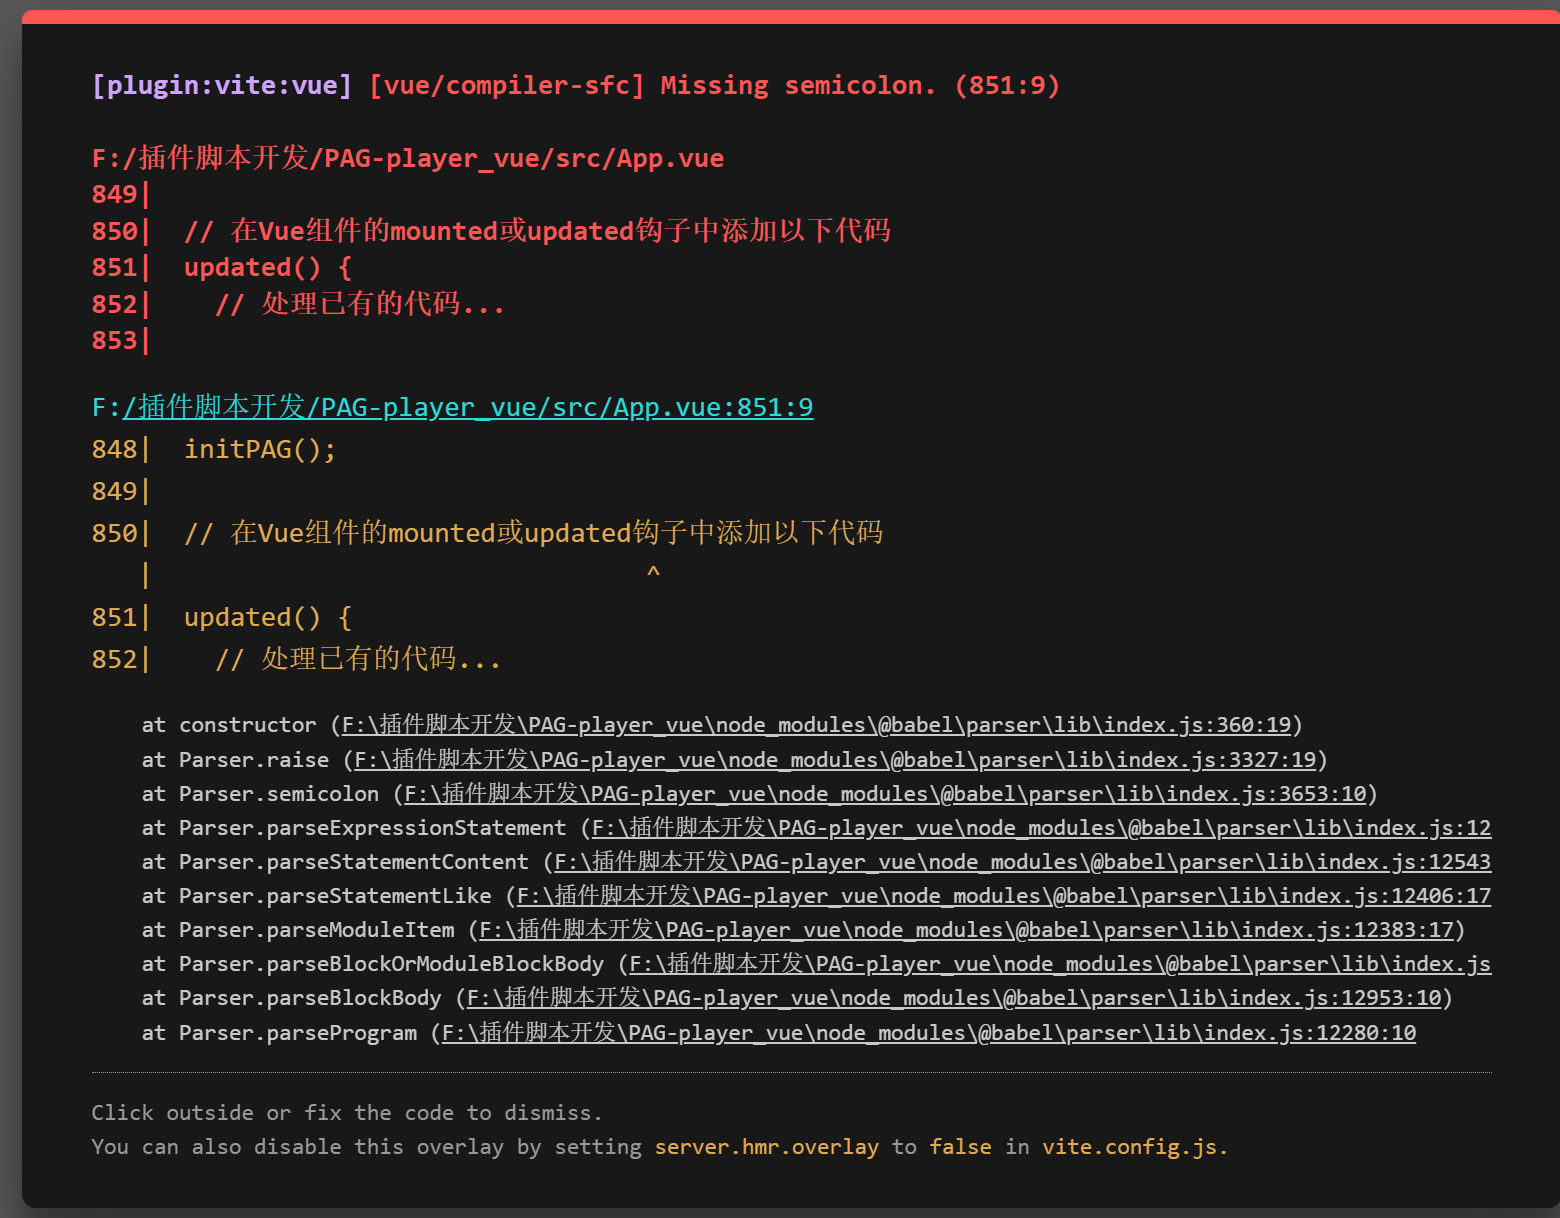 [plugin:vite:vue] [vue/compiler-sfc] Missing semicolon. (851:9)
F:/插件脚本开发/PAG-player_vue/src/App.vue
849|
850|  // 在Vue组件的mounted或updated钩子中添加以下代码
851|  updated() {
852|    // 处理已有的代码...
853|
F:/插件脚本开发/PAG-player_vue/src/App.vue:851:9
848|  initPAG();
849|
850|  // 在Vue组件的mounted或updated钩子中添加以下代码
   |                                ^
851|  updated() {
852|    // 处理已有的代码...
at constructor (F:\插件脚本开发\PAG-player_vue\node_modules\@babel\parser\lib\index.js:360:19)
at Parser.raise (F:\插件脚本开发\PAG-player_vue\node_modules\@babel\parser\lib\index.js:3327:19)
at Parser.semicolon (F:\插件脚本开发\PAG-player_vue\node_modules\@babel\parser\lib\index.js:3653:10)
at Parser.parseExpressionStatement (F:\插件脚本开发\PAG-player_vue\node_modules\@babel\parser\lib\index.js:12
at Parser.parseStatementContent (F:\插件脚本开发\PAG-player_vue\node_modules\@babel\parser\lib\index.js:12543
at Parser.parseStatementLike (F:\插件脚本开发\PAG-player_vue\node_modules\@babel\parser\lib\index.js:12406:17
at Parser.parseModuleItem (F:\插件脚本开发\PAG-player_vue\node_modules\@babel\parser\lib\index.js:12383:17)
at Parser.parseBlockOrModuleBlockBody (F:\插件脚本开发\PAG-player_vue\node_modules\@babel\parser\lib\index.js
at Parser.parseBlockBody (F:\插件脚本开发\PAG-player_vue\node_modules\@babel\parser\lib\index.js:12953:10)
at Parser.parseProgram (F:\插件脚本开发\PAG-player_vue\node_modules\@babel\parser\lib\index.js:12280:10
Click outside or fix the code to dismiss.
You can also disable this overlay by setting server.hmr.overlay to false in vite.config.js.